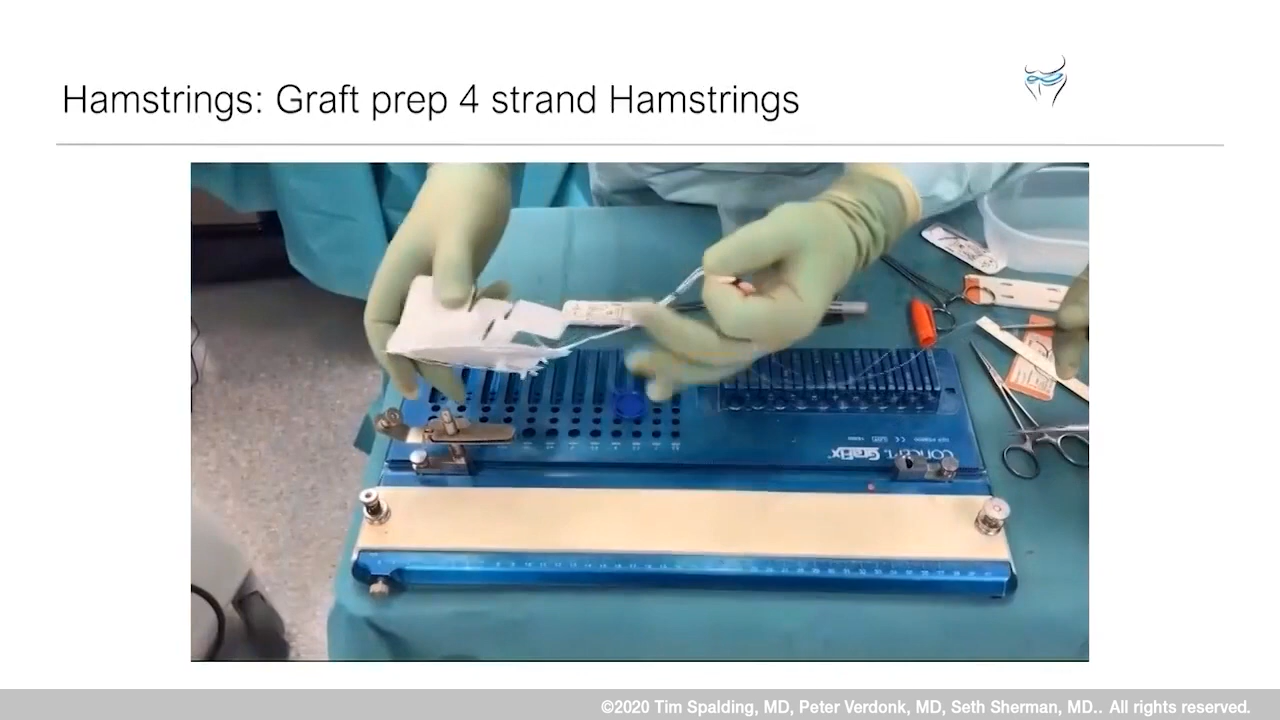 Hamstrings: Graft prep 4 strand Hamstrings
GraFix
©2020 Tim Spalding, MD, Peter Verdonk, MD, Seth Sherman, MD.. All rights reserved.